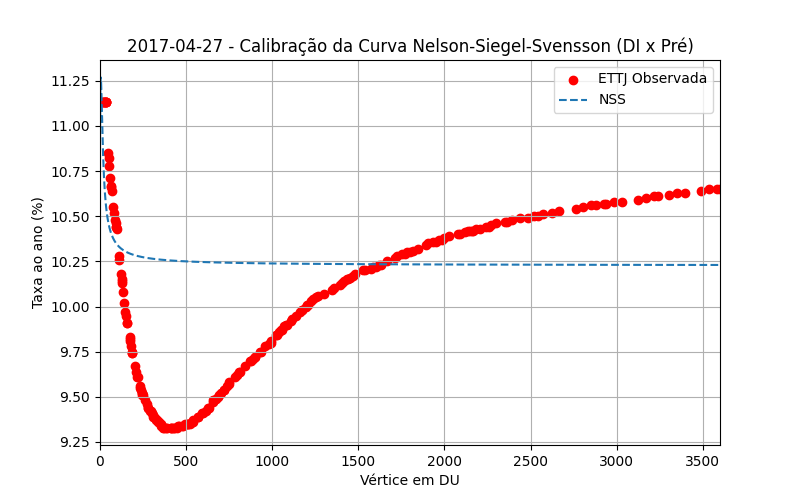 2017-04-27 - Calibração da Curva Nelson-Siegel-Svensson (DI x Pré)
ETTJ Observada
NSS
Taxa ao ano (%)
11.25
11.00
10.75
10.50
10.25
10.00
9.75
9.50
9.25
0 500 1000 1500 2000 2500 3000 3500
Vértice em DU